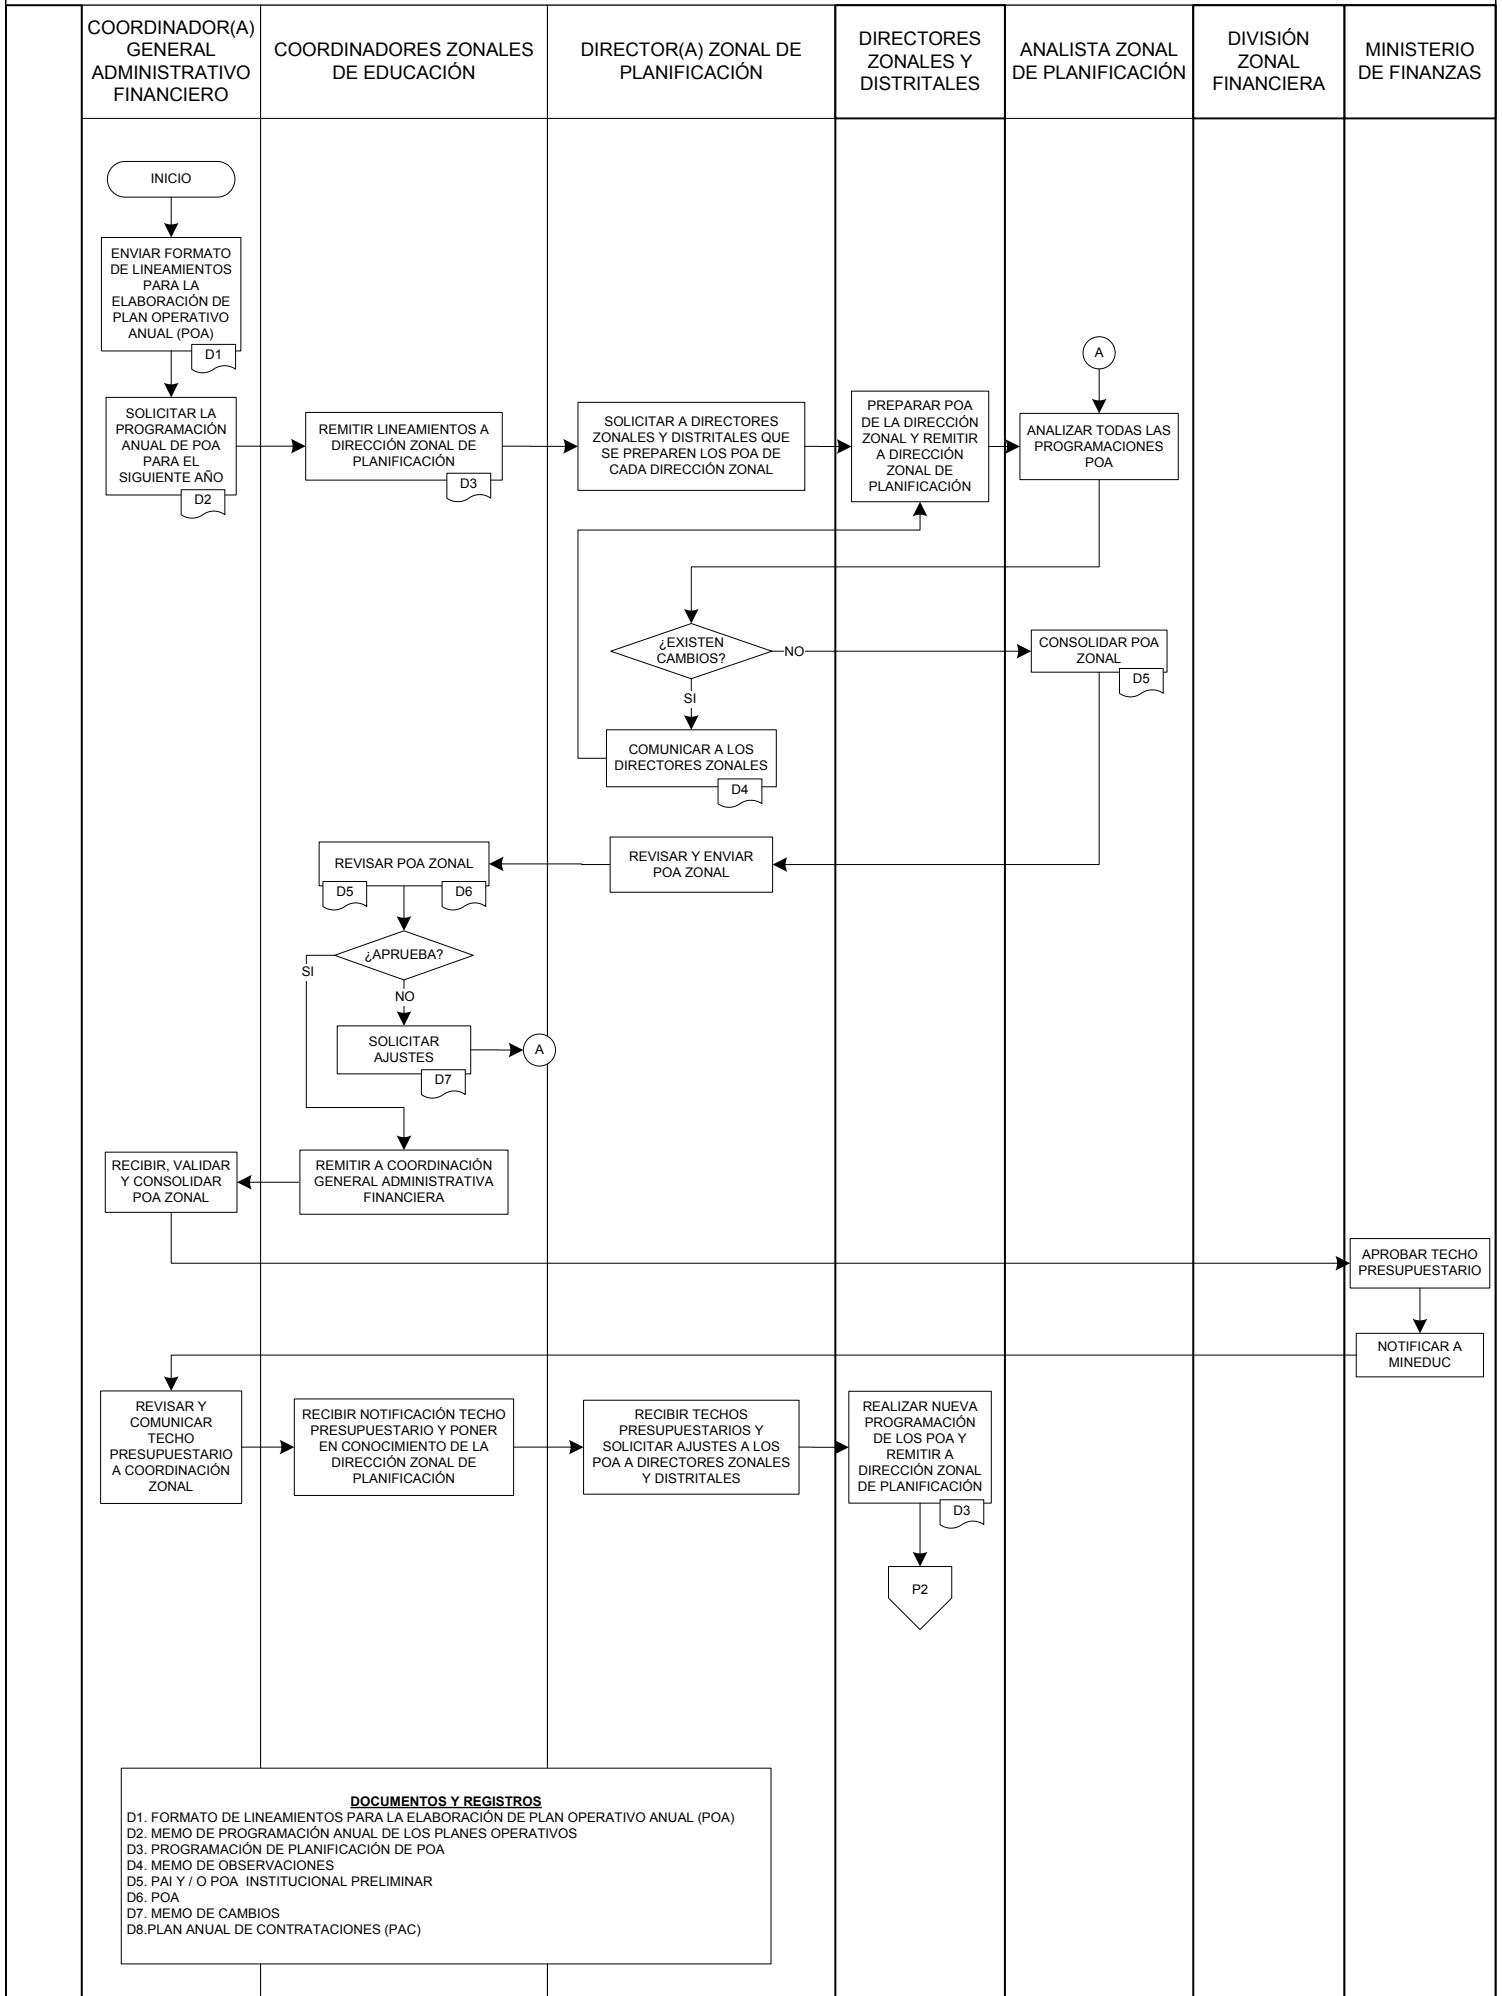 COORDINADOR(A)
GENERAL
ADMINISTRATIVO
FINANCIERO
COORDINADORES ZONALES
DE EDUCACIÓN
DIRECTOR(A) ZONAL DE
PLANIFICACIÓN
DIRECTORES
ZONALES Y
DISTRITALES
ANALISTA ZONAL
DE PLANIFICACIÓN
DIVISIÓN
ZONAL
FINANCIERA
MINISTERIO
DE FINANZAS
INICIO
ENVIAR FORMATO
DE LINEAMIENTOS
PARA LA
ELABORACIÓN DE
PLAN OPERATIVO
ANUAL (POA)
D1
A
SOLICITAR LA
PROGRAMACIÓN
ANUAL DE POA
PARA EL
SIGUIENTE AÑO
D2
REMITIR LINEAMIENTOS A
DIRECCIÓN ZONAL DE
PLANIFICACIÓN
D3
SOLICITAR A DIRECTORES
ZONALES Y DISTRITALES QUE
SE PREPAREN LOS POA DE
CADA DIRECCIÓN ZONAL
PREPARAR POA
DE LA DIRECCIÓN
ZONAL Y REMITIR
A DIRECCIÓN
ZONAL DE
PLANIFICACIÓN
ANALIZAR TODAS LAS
PROGRAMACIONES
POA
¿EXISTEN
CAMBIOS?
NO
CONSOLIDAR POA
ZONAL
D5
SI
COMUNICAR A LOS
DIRECTORES ZONALES
D4
REVISAR POA ZONAL
D5
D6
REVISAR Y ENVIAR
POA ZONAL
¿APRUEBA?
SI
NO
SOLICITAR
AJUSTES
D7
A
RECIBIR, VALIDAR
Y CONSOLIDAR
POA ZONAL
REMITIR A COORDINACIÓN
GENERAL ADMINISTRATIVA
FINANCIERA
APROBAR TECHO
PRESUPUESTARIO
NOTIFICAR A
MINEDUC
REVISAR Y
COMUNICAR
TECHO
PRESUPUESTARIO
A COORDINACIÓN
ZONAL
RECIBIR NOTIFICACIÓN TECHO
PRESUPUESTARIO Y PONER
EN CONOCIMIENTO DE LA
DIRECCIÓN ZONAL DE
PLANIFICACIÓN
RECIBIR TECHOS
PRESUPUESTARIOS Y
SOLICITAR AJUSTES A LOS
POA A DIRECTORES ZONALES
Y DISTRITALES
REALIZAR NUEVA
PROGRAMACIÓN
DE LOS POA Y
REMITIR A
DIRECCIÓN ZONAL
DE PLANIFICACIÓN
D3
P2
DOCUMENTOS Y REGISTROS
D1. FORMATO DE LINEAMIENTOS PARA LA ELABORACIÓN DE PLAN OPERATIVO ANUAL (POA)
D2. MEMO DE PROGRAMACIÓN ANUAL DE LOS PLANES OPERATIVOS
D3. PROGRAMACIÓN DE PLANIFICACIÓN DE POA
D4. MEMO DE OBSERVACIONES
D5. PAI Y / O POA  INSTITUCIONAL PRELIMINAR
D6. POA
D7. MEMO DE CAMBIOS
D8.PLAN ANUAL DE CONTRATACIONES (PAC)